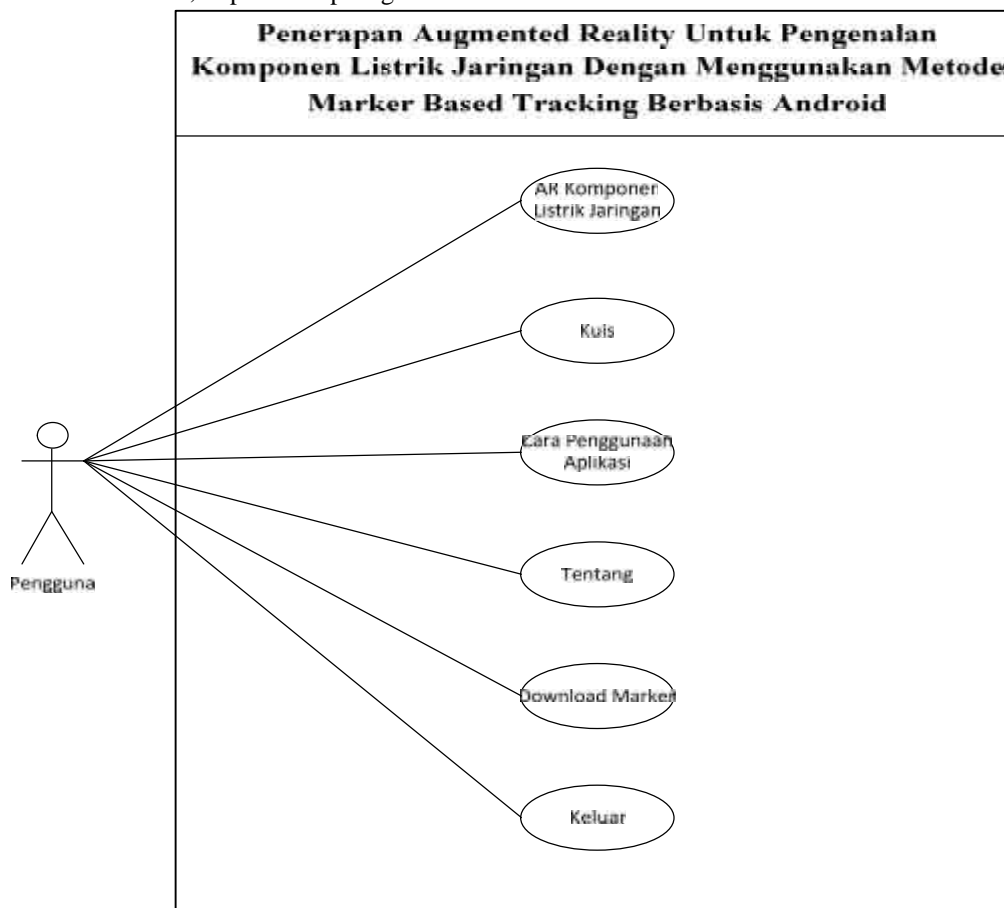 Penerapan Augmented Reality Untuk Pengenalan
Komponen Listrik Jaringan Dengan Menggunakan Metode
Marker Based Tracking Berbasis Android
AR Komponen
Listrik Jaringan
Kuis
Cara Penggunaan
Aplikasi
Tentang
Pengguna
Download Marker
Keluar